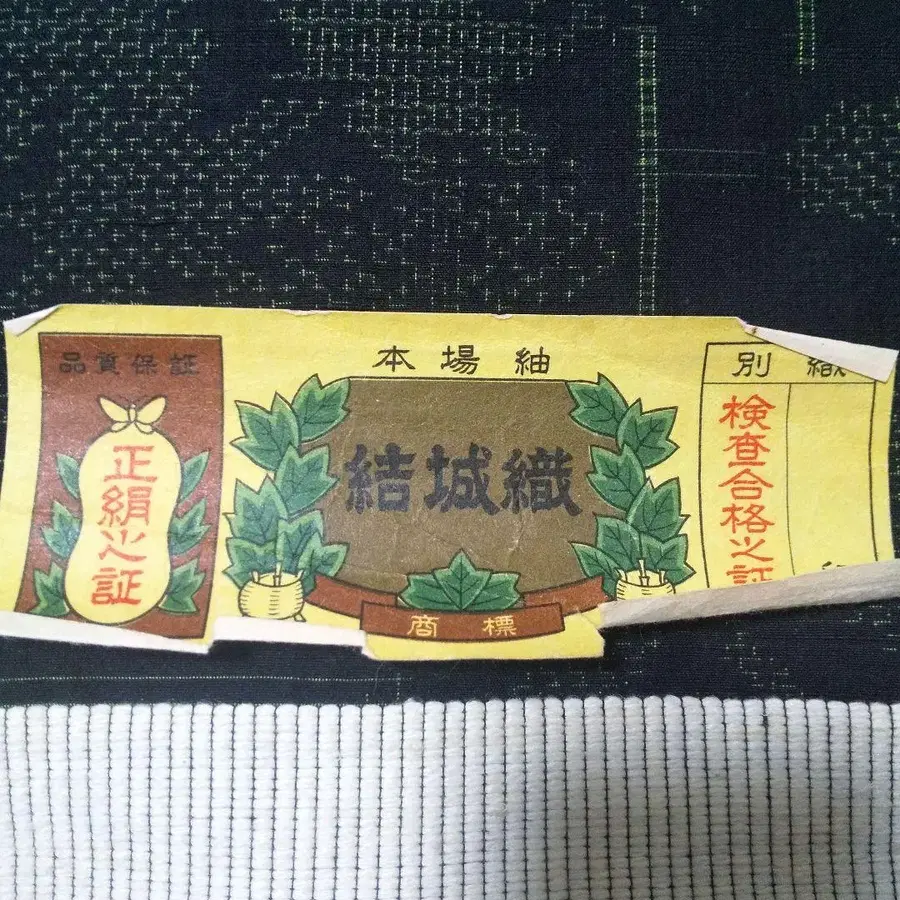 品質保証
正絹之証
本場紬
結城織
商標
別織
検査合格之証